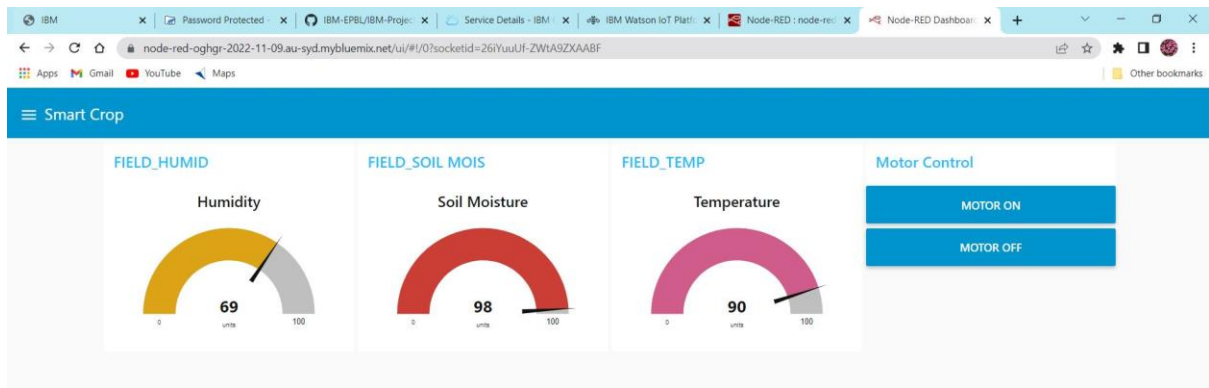 IBM
Password Protected -
IBM-EPBL/IBM-Projec
Service Details - IBM C
IBM Watson IoT Platfo
Node-RED : node-red
Node-RED Dashboard
node-red-oghgr-2022-11-09.au-syd.mybluemix.net/ui/#!/0?socketid=26iYuuUf-ZWtA9ZXAABF
Apps Gmail YouTube Maps Other bookmarks
Smart Crop
FIELD_HUMID
Humidity
69
units
0 100
FIELD_SOIL MOIS
Soil Moisture
98
units
0 100
FIELD_TEMP
Temperature
90
units
0 100
Motor Control
MOTOR ON
MOTOR OFF